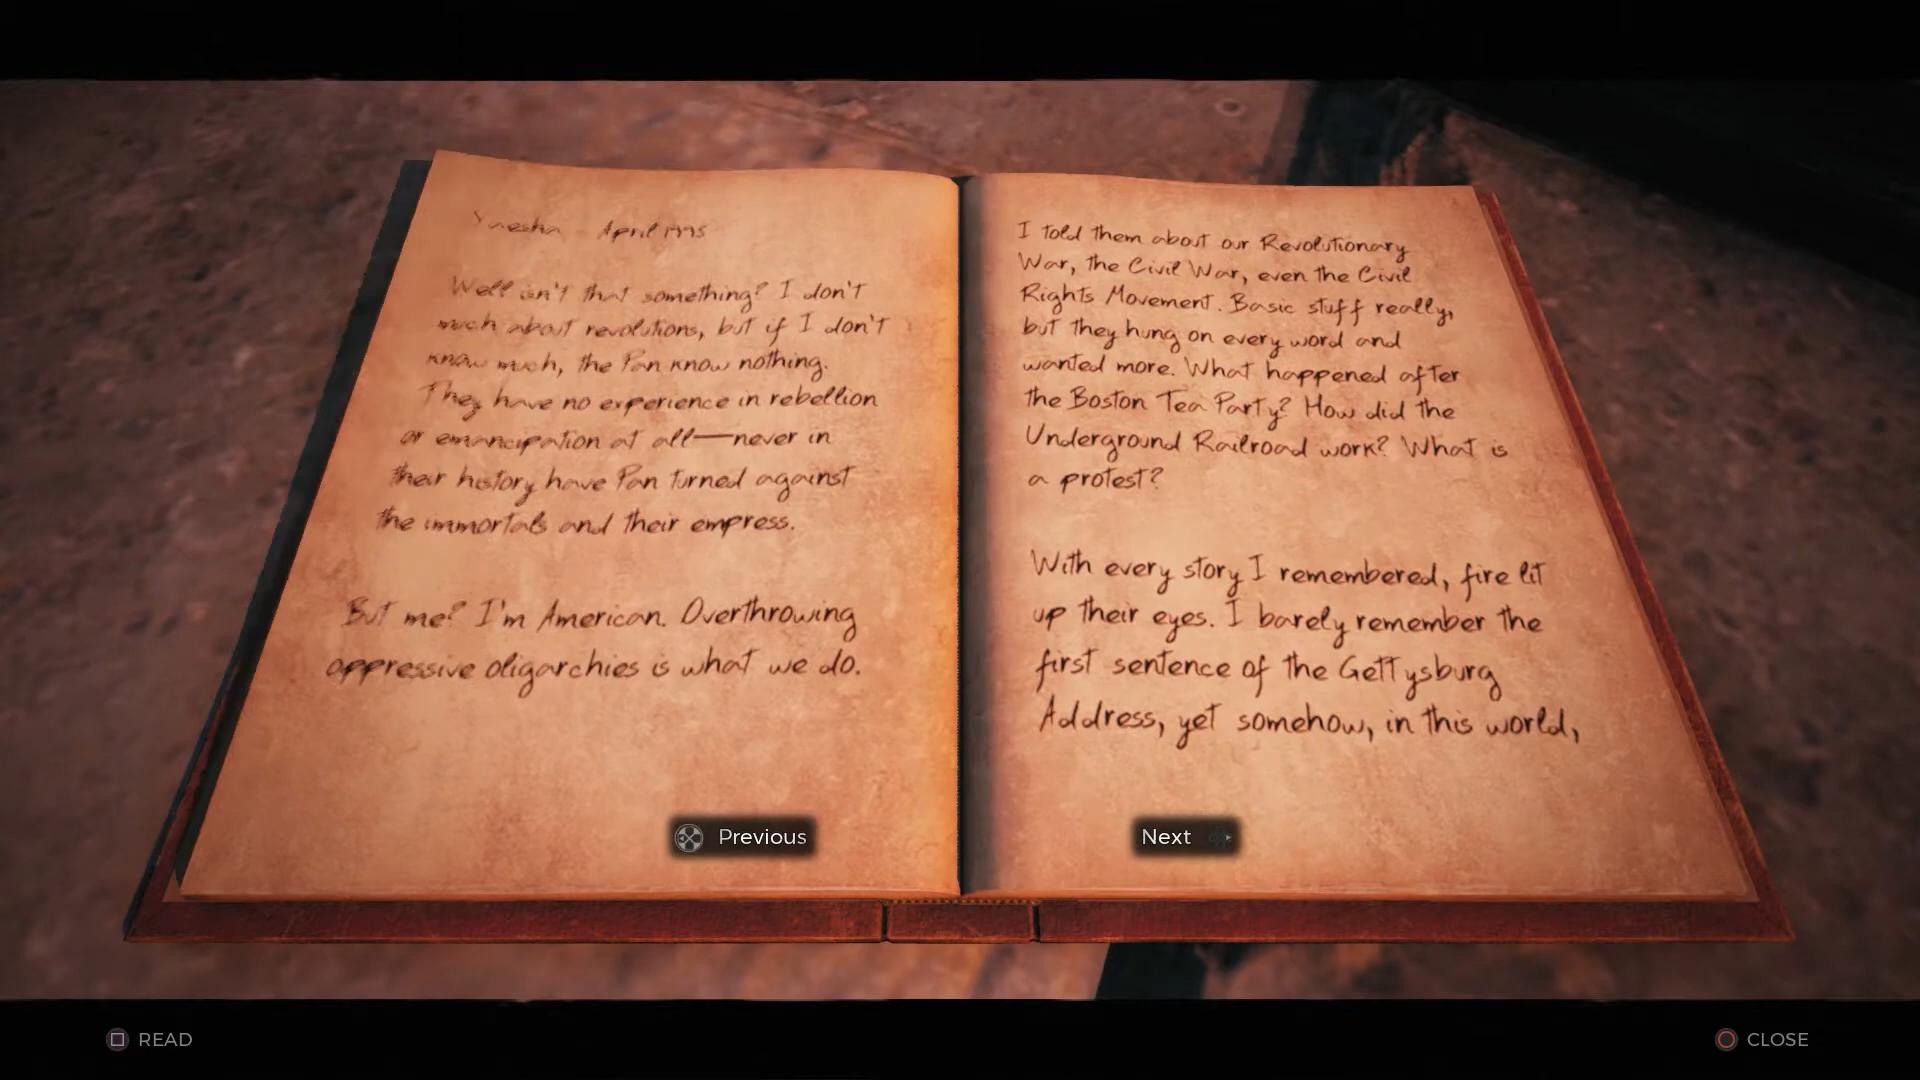 Yaesha - April 1995
Well isn't that something? I don't
much about revolutions, but if I don't
know much, the Pan know nothing.
They have no experience in rebellion
or emancipation at all—never in
their history have Pan turned against
the immortals and their empress.
But me? I'm American. Overthrowing
oppressive oligarchies is what we do.
I told them about our Revolutionary
War, the Civil War, even the Civil
Rights Movement. Basic stuff really,
but they hung on every word and
wanted more. What happened after
the Boston Tea Party? How did the
Underground Railroad work? What is
a protest?
With every story I remembered, fire lit
up their eyes. I barely remember the
first sentence of the Gettysburg
Address, yet somehow, in this world,
Previous
Next
READ
CLOSE